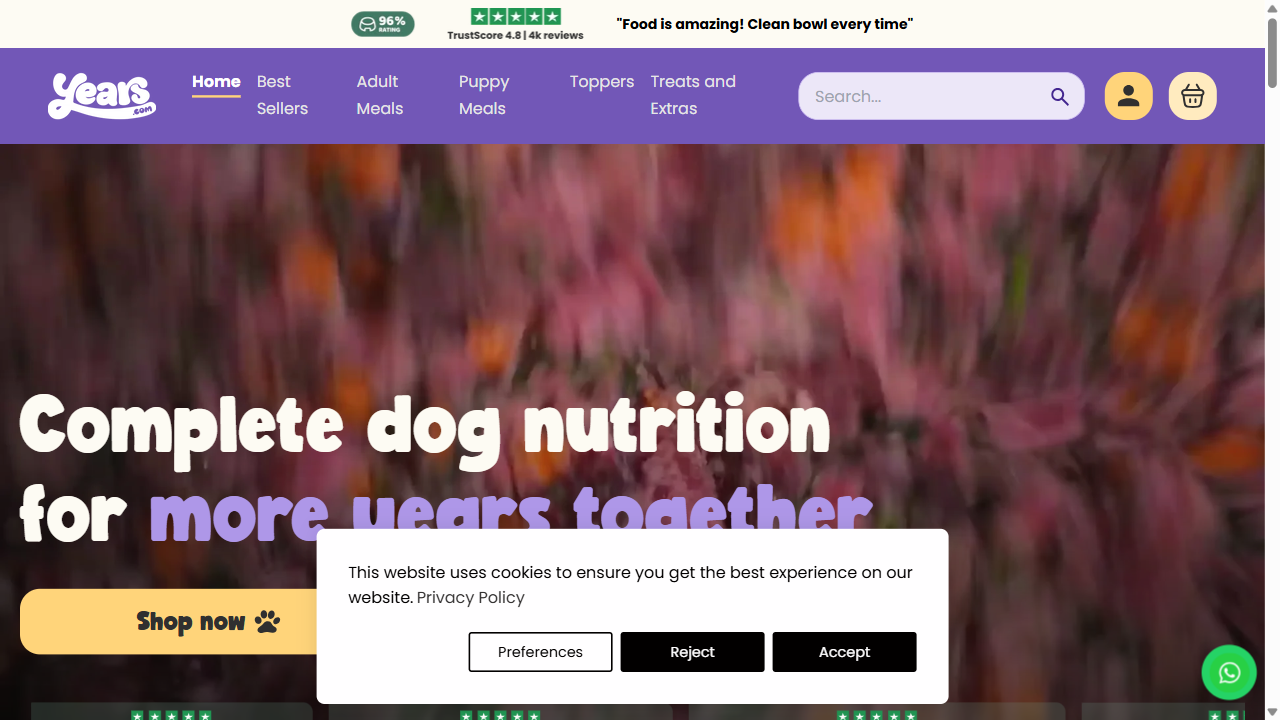 96%
RATING
TrustScore 4.8 | 4k reviews
"Food is amazing! Clean bowl every time"
Years
.com
Home
Best
Sellers
Adult
Meals
Puppy
Meals
Toppers
Treats and
Extras
Search...
Complete dog nutrition
for more years together
Shop now
This website uses cookies to ensure you get the best experience on our
website. Privacy Policy
Preferences
Reject
Accept